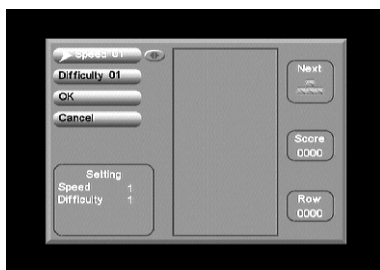 Speed 01
Difficulty 01
OK
Cancel
Setting
Speed 1
Difficulty 1
Next
Score
0000
Row
0000